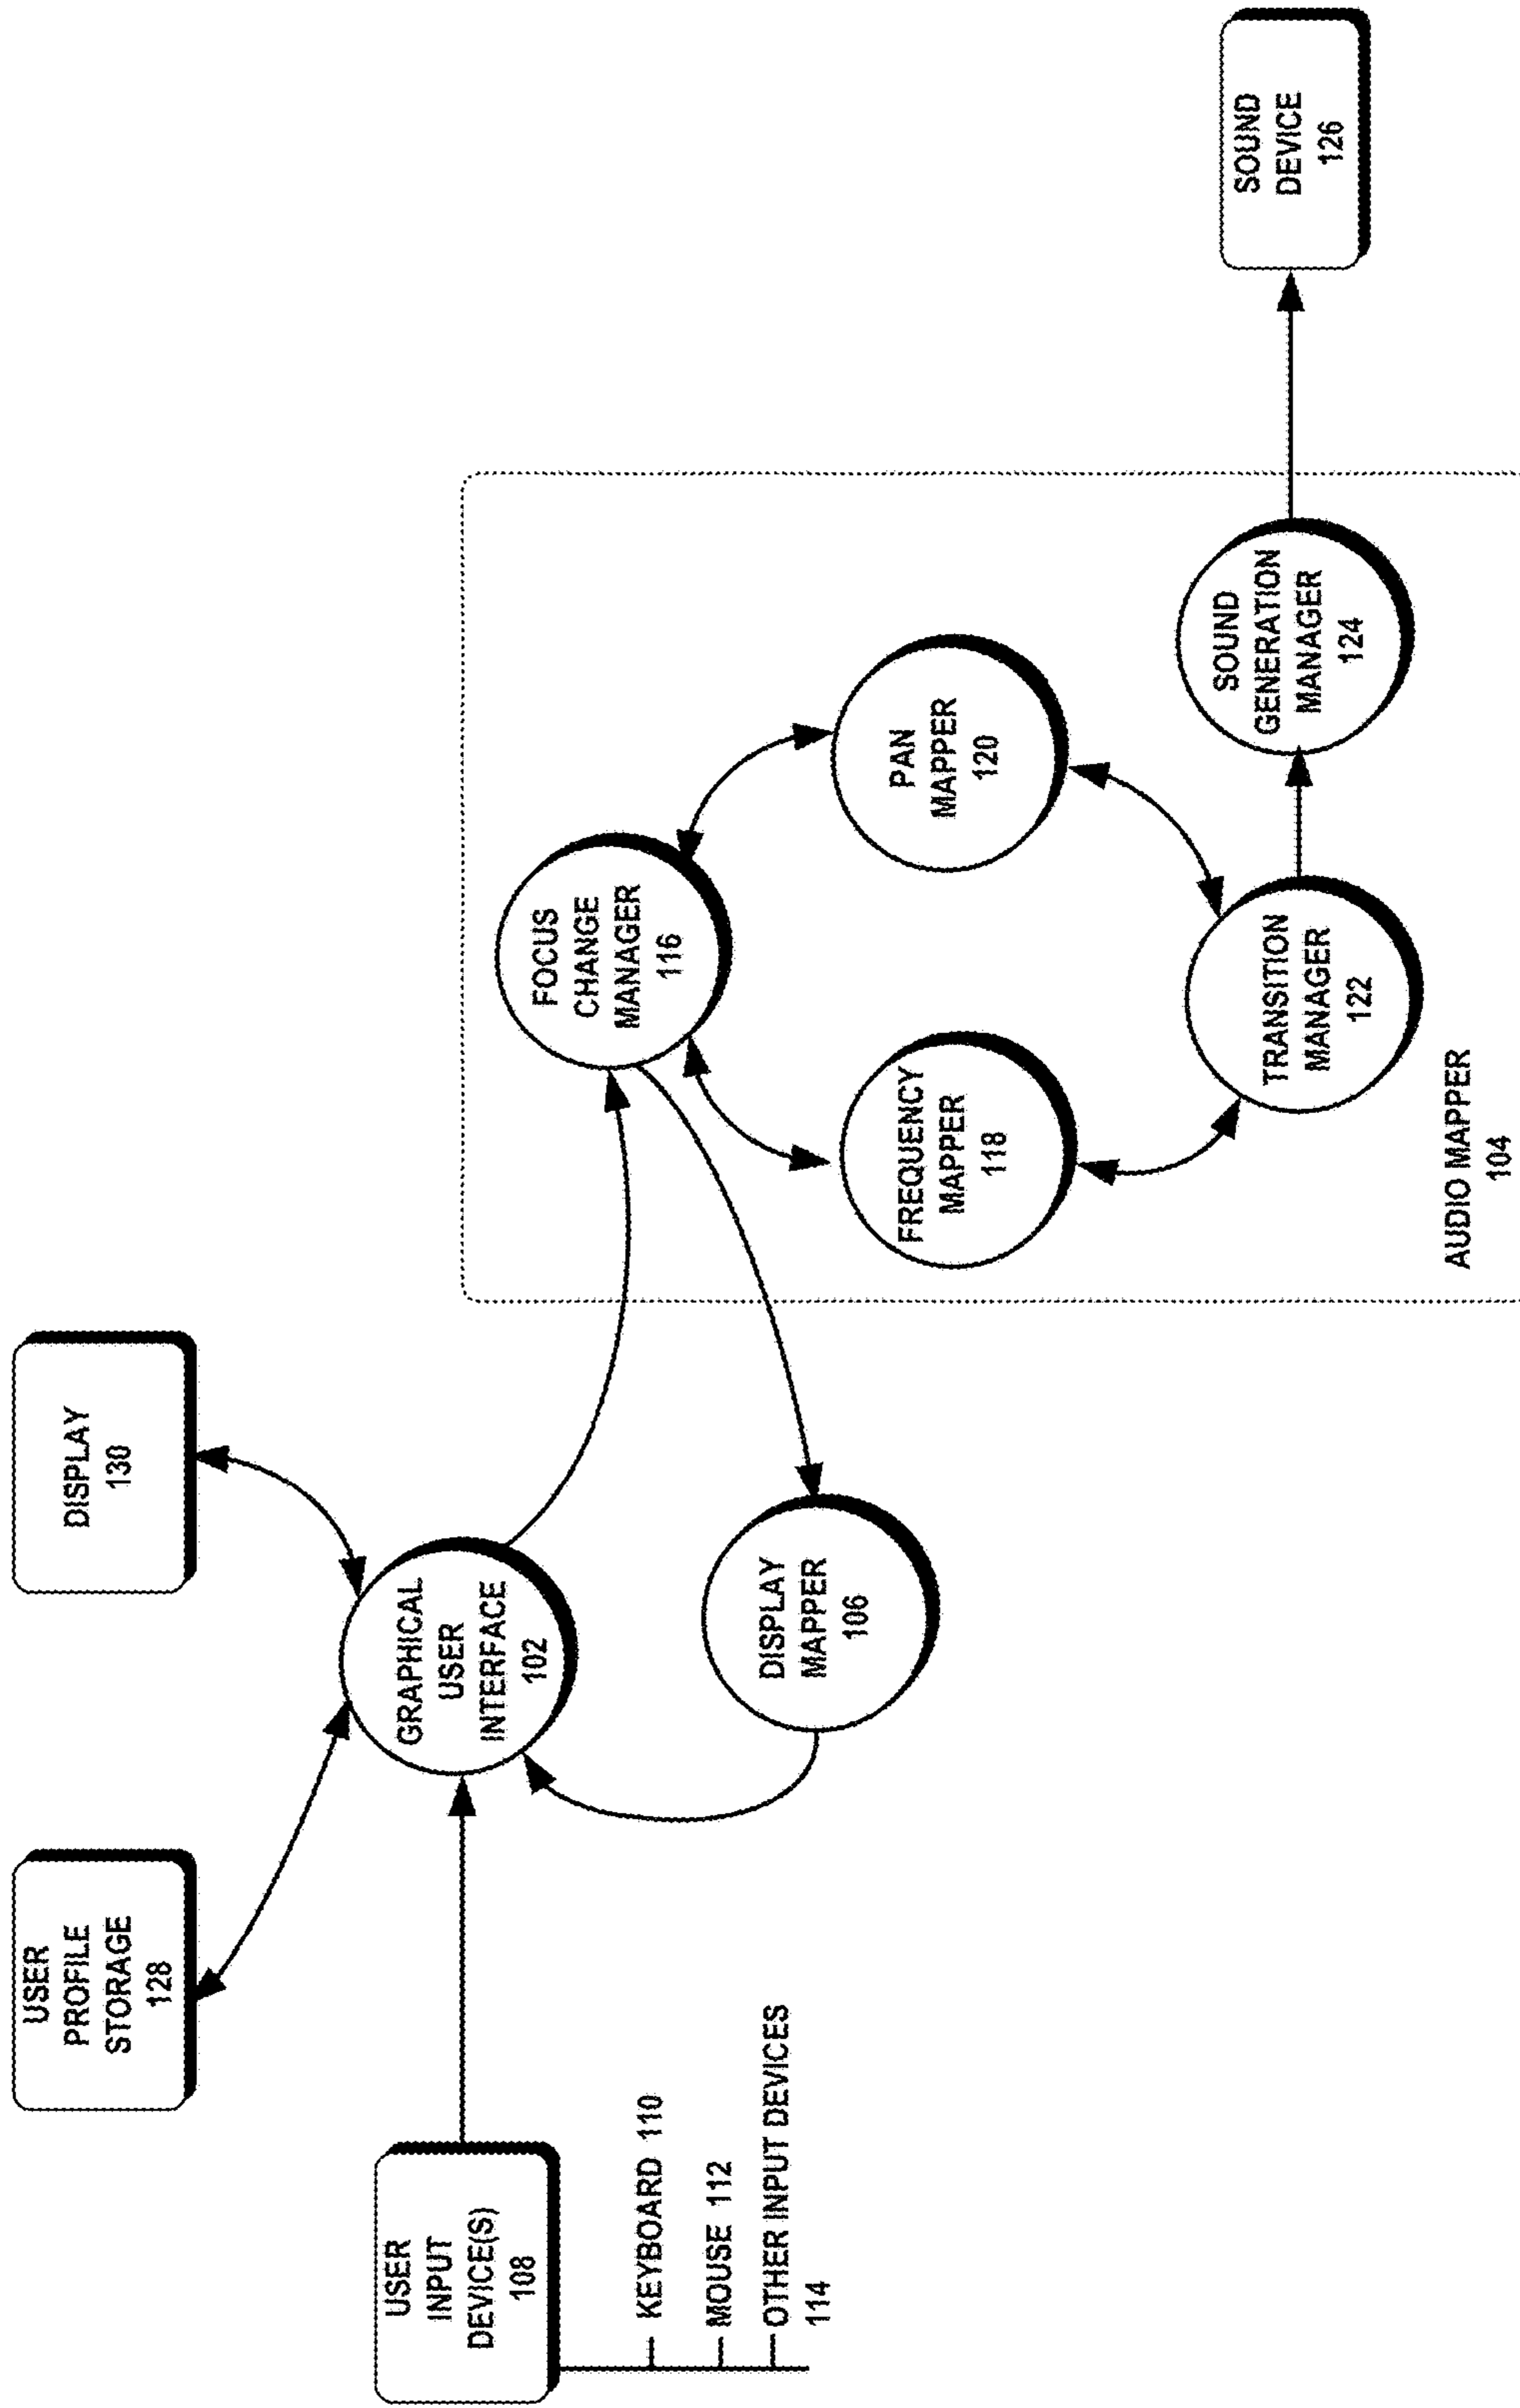 USER
PROFILE
STORAGE
128
DISPLAY
130
USER
INPUT
DEVICE(S)
108
KEYBOARD 110
MOUSE 112
OTHER INPUT DEVICES
114
GRAPHICAL
USER
INTERFACE
102
DISPLAY
MAPPER
106
FOCUS
CHANGE
MANAGER
116
FREQUENCY
MAPPER
118
PAN
MAPPER
120
TRANSITION
MANAGER
122
SOUND
GENERATION
MANAGER
124
AUDIO MAPPER
104
SOUND
DEVICE
126